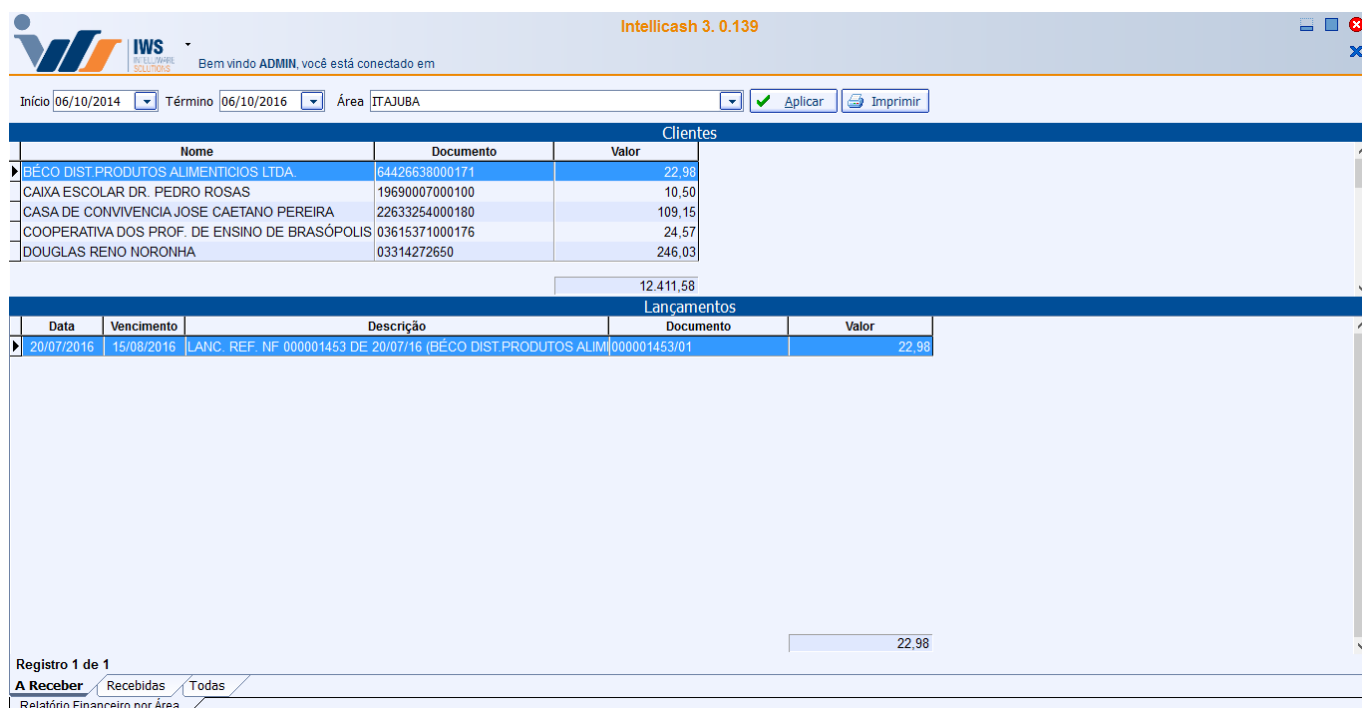 Intellicash 3. 0.139
IWS
INTELLIWARE
SOLUTIONS
Bem vindo ADMIN, você está conectado em
Início 06/10/2014 Término 06/10/2016 Área ITAJUBA Aplicar Imprimir
Clientes
Nome Documento Valor
BÉCO DIST.PRODUTOS ALIMENTICIOS LTDA. 64426638000171 22,98
CAIXA ESCOLAR DR. PEDRO ROSAS 19690007000100 10,50
CASA DE CONVIVENCIA JOSE CAETANO PEREIRA 22633254000180 109,15
COOPERATIVA DOS PROF. DE ENSINO DE BRASÓPOLIS 03615371000176 24,57
DOUGLAS RENO NORONHA 03314272650 246,03
12.411,58
Lançamentos
Data Vencimento Descrição Documento Valor
20/07/2016 15/08/2016 LANC. REF. NF 000001453 DE 20/07/16 (BÉCO DIST.PRODUTOS ALIMI 000001453/01 22,98
22,98
Registro 1 de 1
A Receber Recebidas Todas
Relatório Financeiro por Área